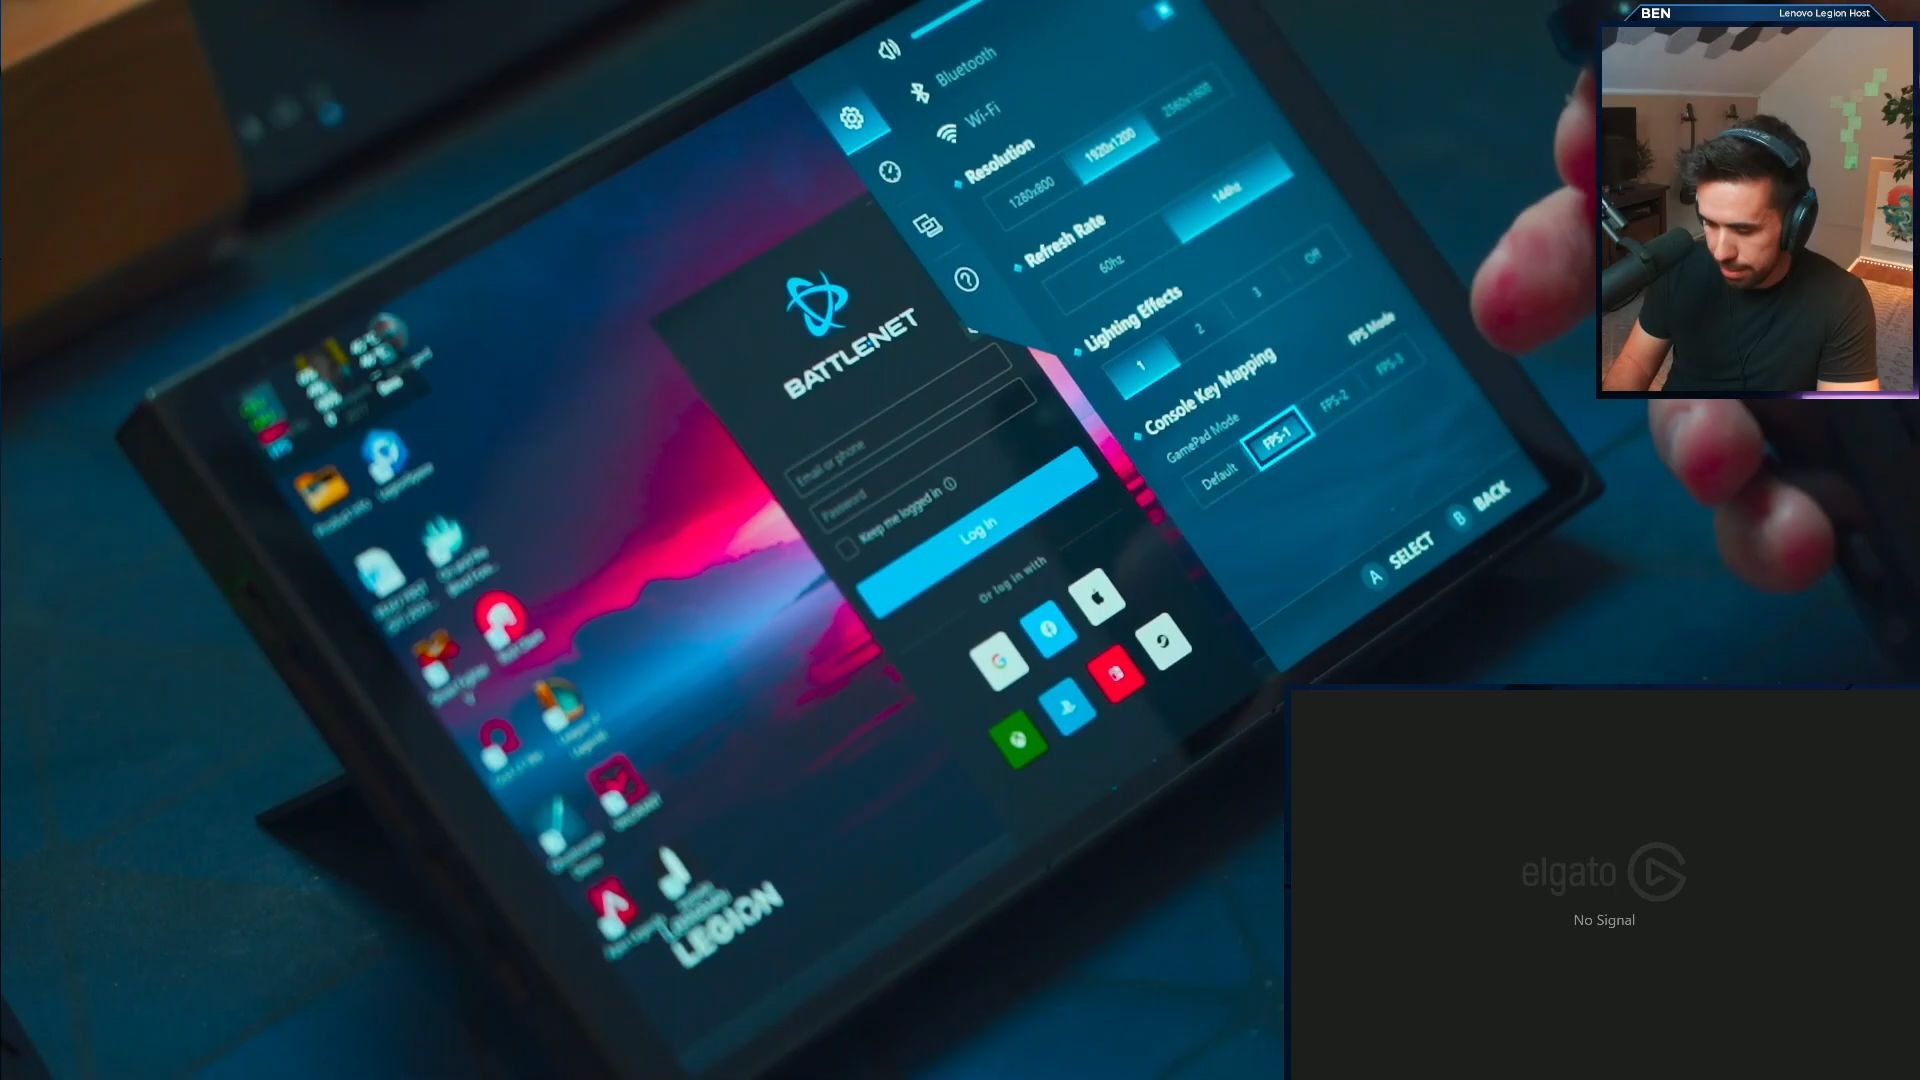 BEN
Lenovo Legion Host
Bluetooth
Wi-Fi
Resolution
1280x800
1920x1200
2560x1600
Refresh Rate
60hz
144hz
Lighting Effects
1
2
3
Off
Console Key Mapping
GamePad Mode
FPS Mode
Default
FPS-1
FPS-2
FPS-3
A SELECT
B BACK
BATTLE.NET
Email or phone
Password
Keep me logged in
Log in
Or log in with
LEGION
elgato
No Signal